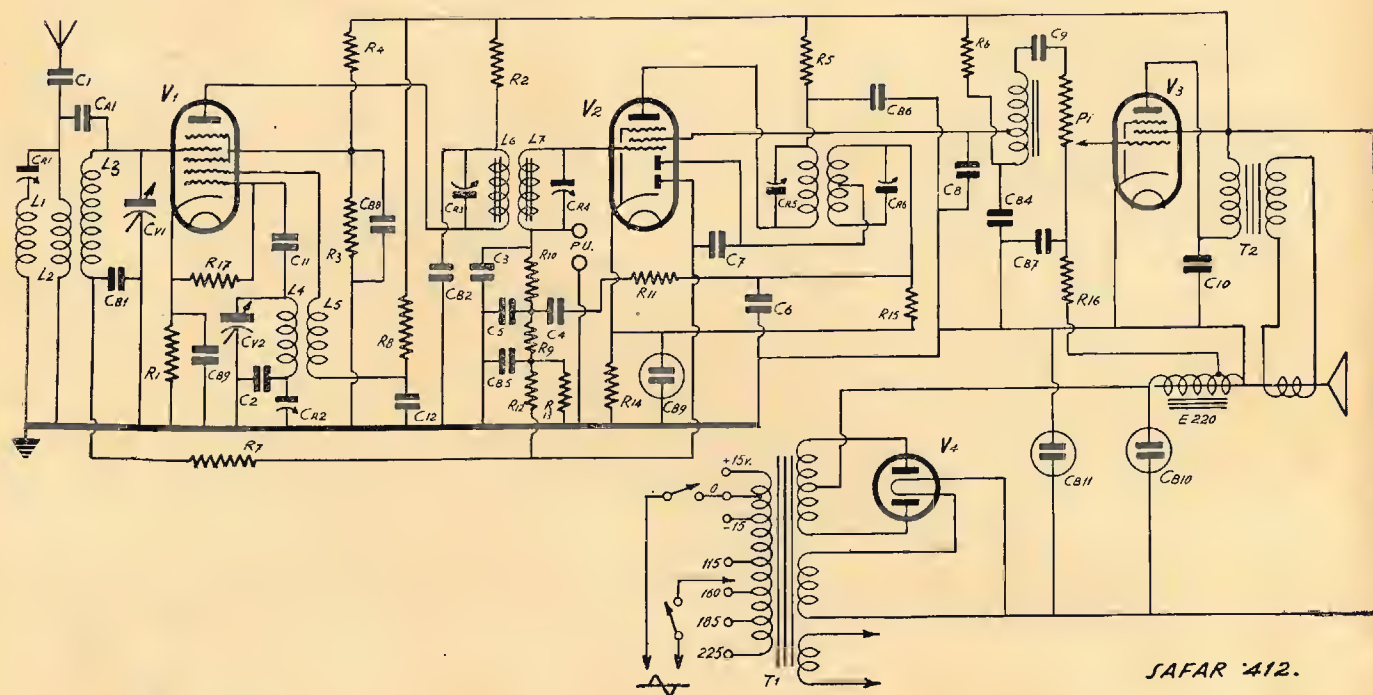 C1
CA1
V1
R4
R2
V2
R5
CB6
R6
C9
Pi
V3
CR1
L1
L2
L3
CV1
CB1
R17
C11
R3
CB8
L6
L7
CR3
CR4
P.U.
CR5
CR6
C8
CB4
CB7
R16
C10
T2
L4
L5
CV2
R1
CB9
C2
CR2
R8
C12
CB2
C3
R10
C5
C4
R9
CB5
R12
R13
R11
C7
C6
R15
R14
CB9
R7
E220
+15v.
0
-15
115
160
185
225
T1
V4
CB11
CB10
SAFAR 412.